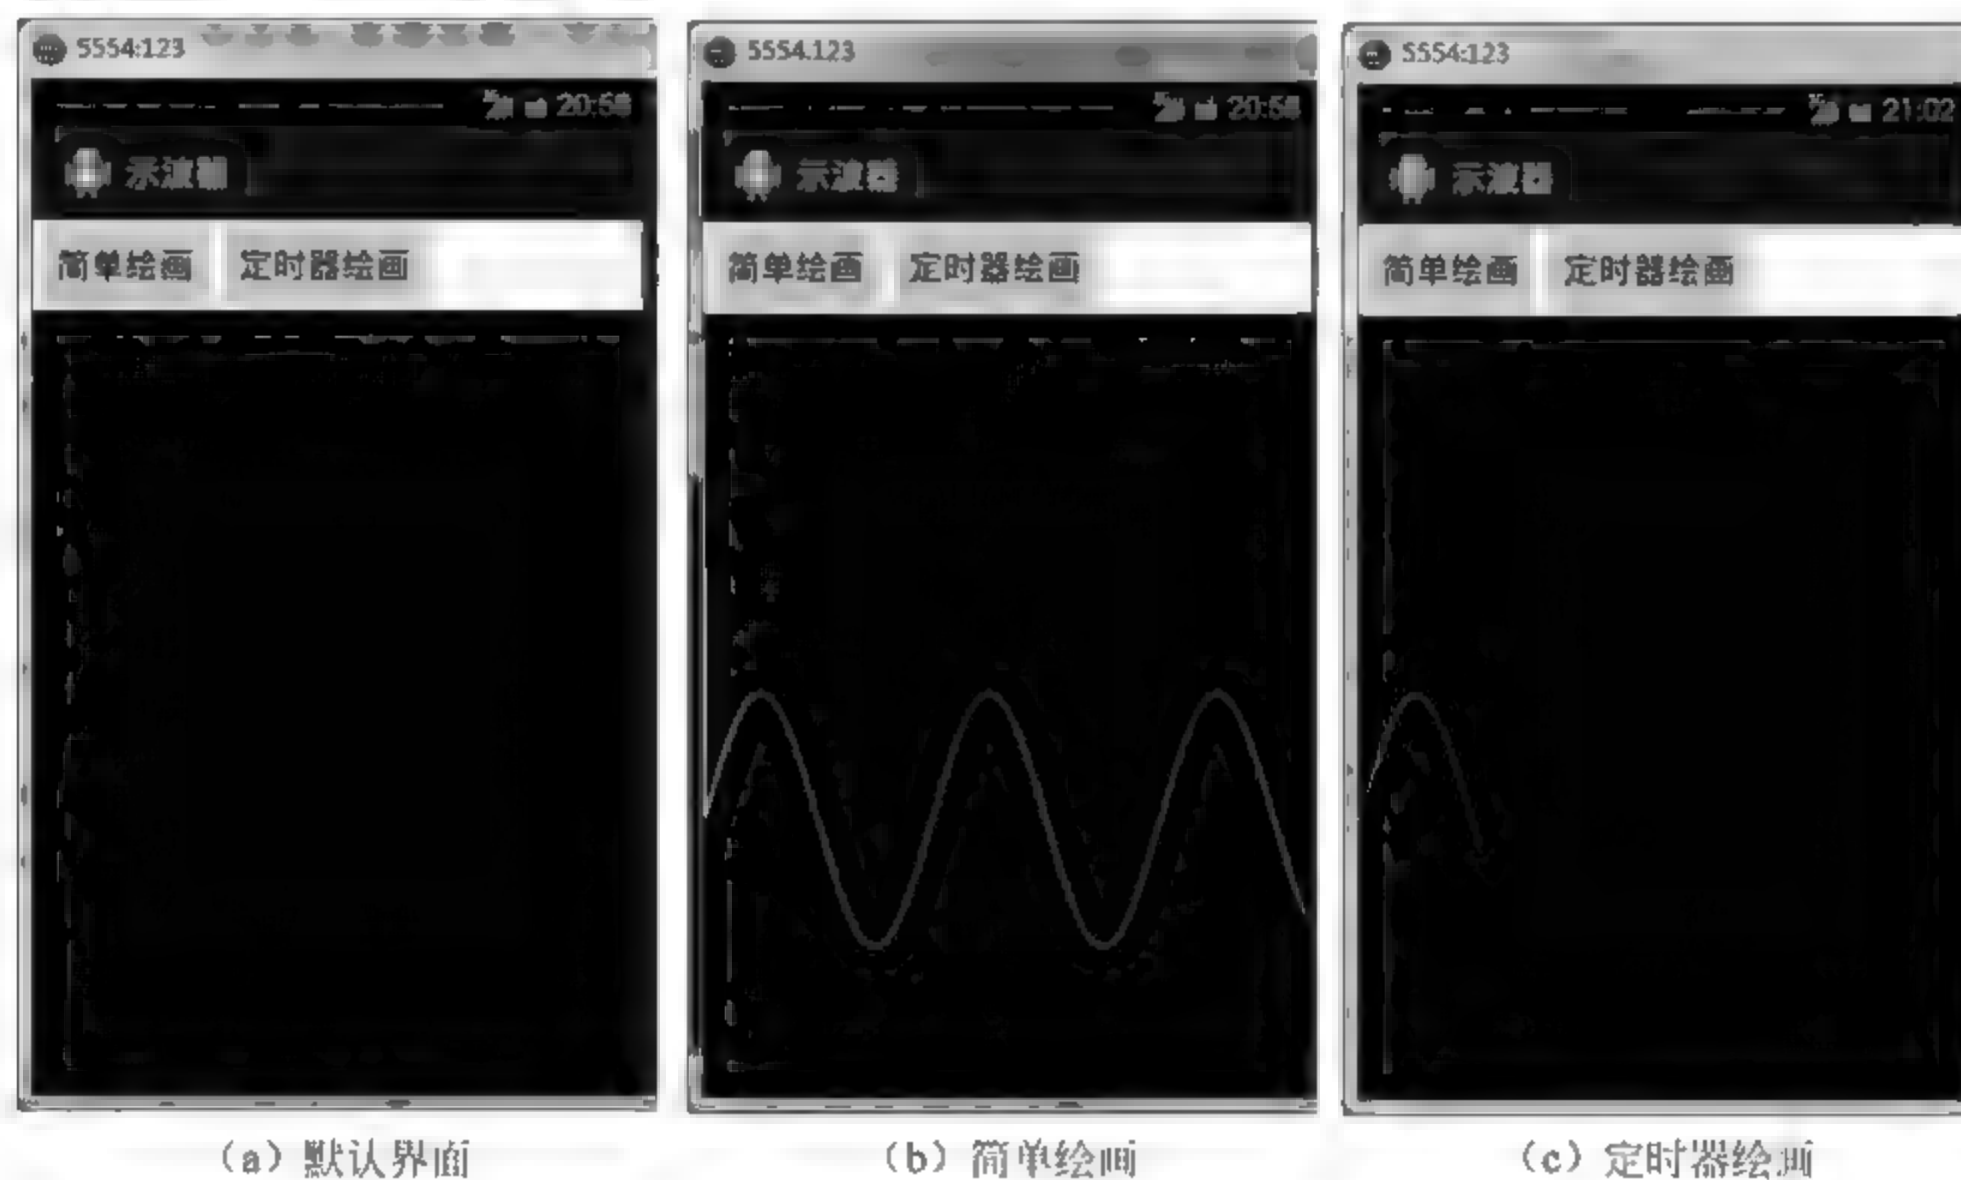 5554:123
20:58
示波器
简单绘画 定时器绘画
(a) 默认界面
5554:123
20:58
示波器
简单绘画 定时器绘画
(b) 简单绘画
5554:123
21:02
示波器
简单绘画 定时器绘画
(c) 定时器绘画